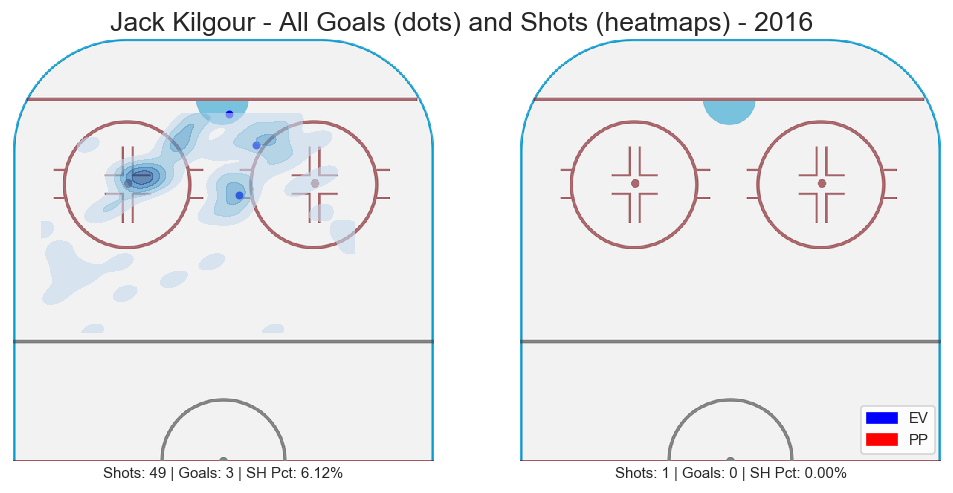 Jack Kilgour - All Goals (dots) and Shots (heatmaps) - 2016
EV
PP
Shots: 49 | Goals: 3 | SH Pct: 6.12%
Shots: 1 | Goals: 0 | SH Pct: 0.00%